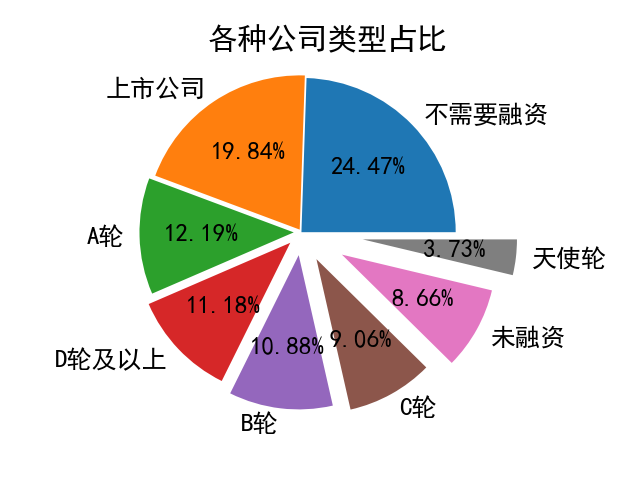 各种公司类型占比
上市公司
不需要融资
19.84%
24.47%
A轮
12.19%
3.73%
天使轮
11.18%
8.66%
未融资
10.88%
9.06%
D轮及以上
B轮
C轮